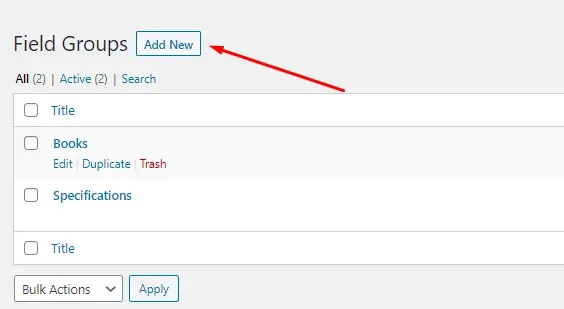 Field Groups Add New
All (2) | Active (2) | Search
Title
Books
Edit | Duplicate | Trash
Specifications
Title
Bulk Actions Apply